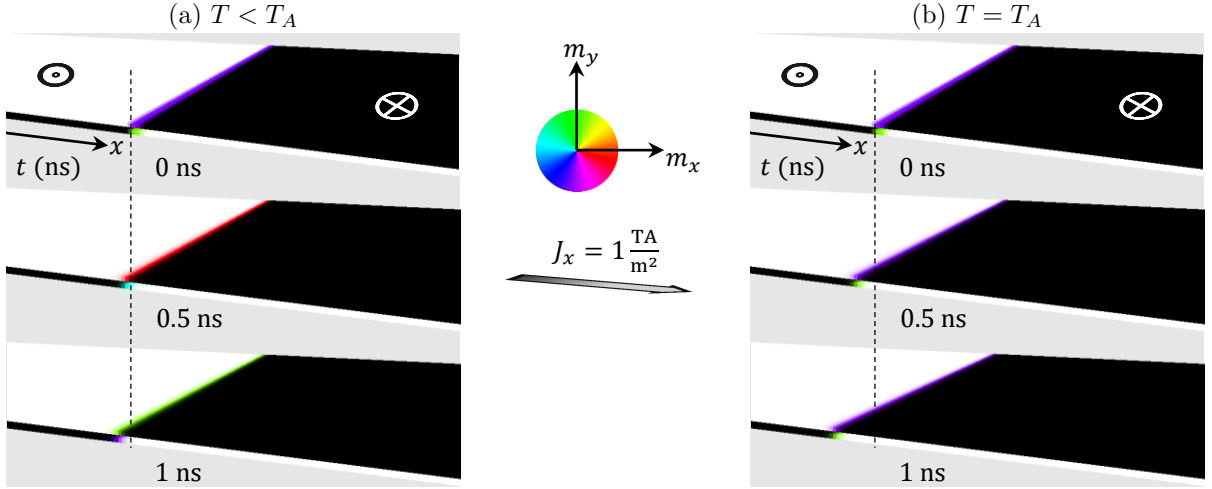 (a) T < T_A
x
t (ns)
0 ns
0.5 ns
1 ns
m_y
m_x
J_x = 1 TA/m²
(b) T = T_A
x
t (ns)
0 ns
0.5 ns
1 ns